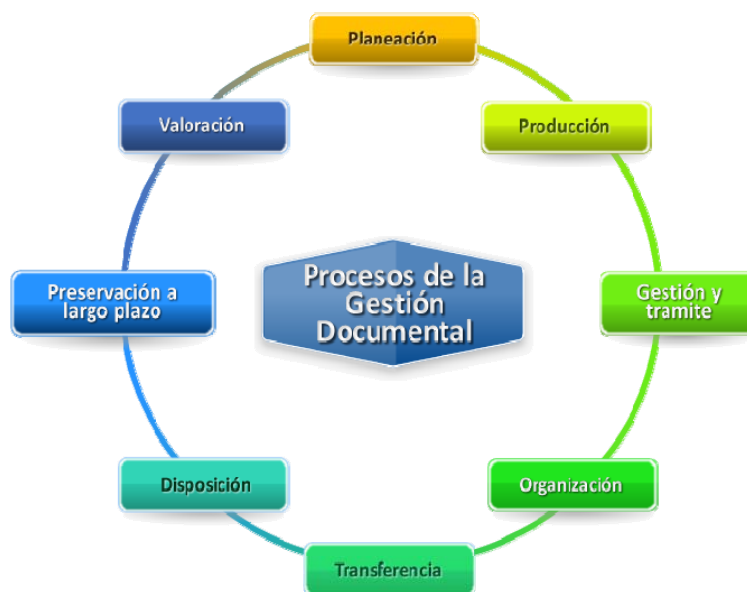 Planeación
Valoración
Producción
Procesos de la
Gestión
Documental
Preservación a
largo plazo
Gestión y
tramite
Disposición
Organización
Transferencia